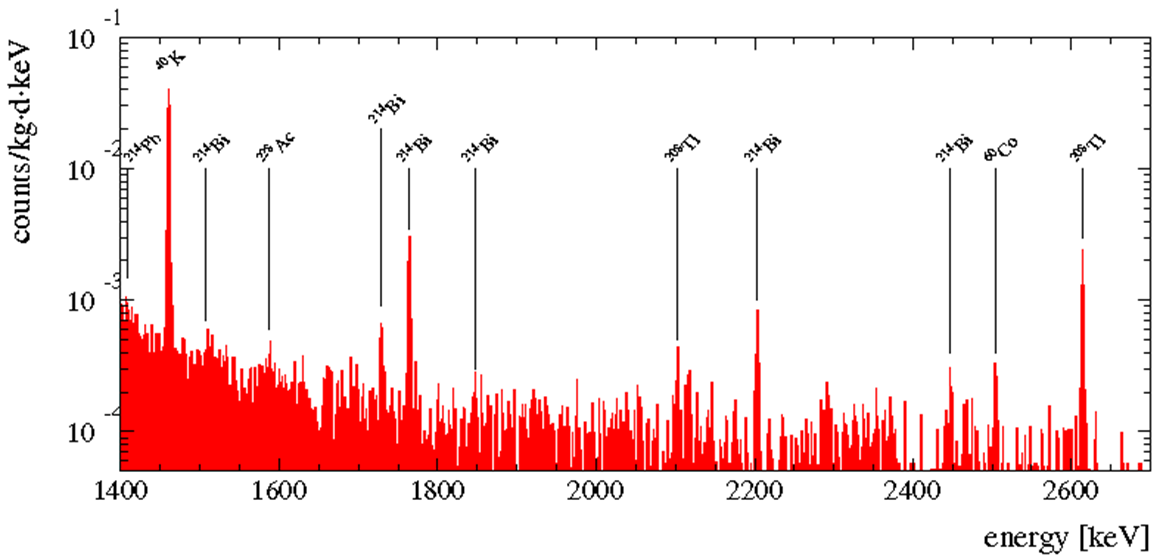 counts/kg·d·keV
10 -1
10 -2
10 -3
10 -4
²¹⁴Pb
⁴⁰K
²¹⁴Bi
²²⁸Ac
²¹⁴Bi
²¹⁴Bi
²¹⁴Bi
²⁰⁸Tl
²¹⁴Bi
²¹⁴Bi
⁶⁰Co
²⁰⁸Tl
1400 1600 1800 2000 2200 2400 2600
energy [keV]